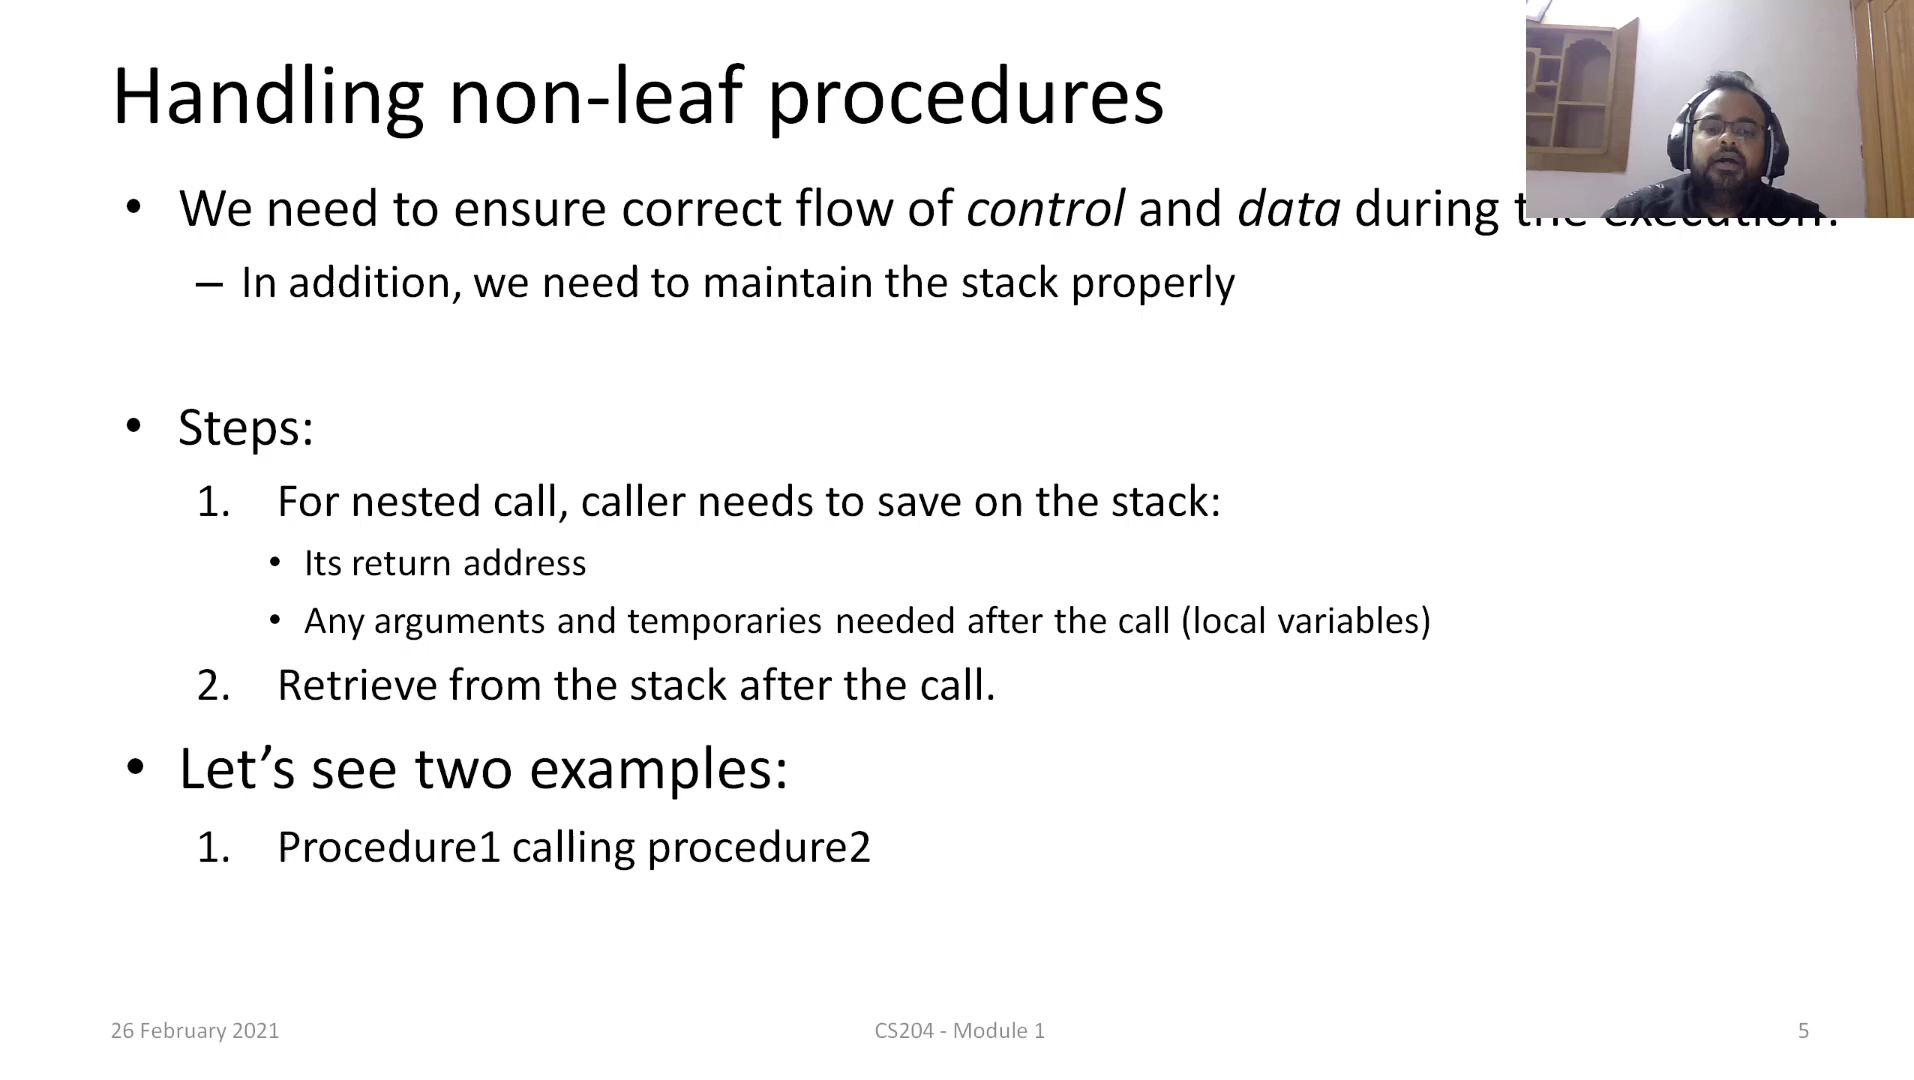 Handling non-leaf procedures
• We need to ensure correct flow of control and data during the execution.
– In addition, we need to maintain the stack properly
• Steps:
1. For nested call, caller needs to save on the stack:
• Its return address
• Any arguments and temporaries needed after the call (local variables)
2. Retrieve from the stack after the call.
• Let’s see two examples:
1. Procedure1 calling procedure2
26 February 2021
CS204 - Module 1
5